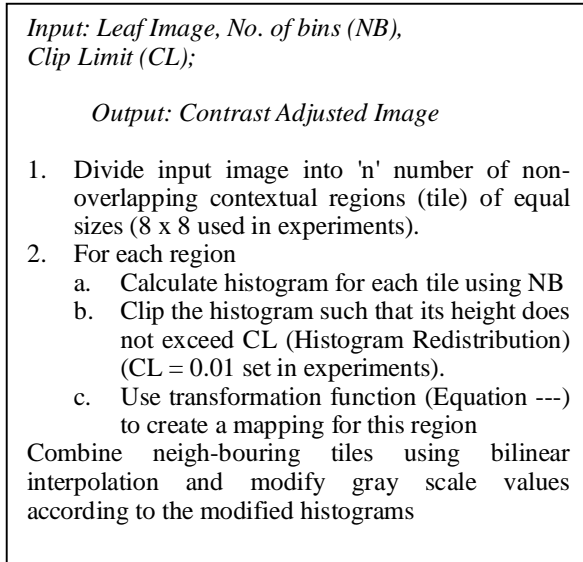 Input: Leaf Image, No. of bins (NB),
Clip Limit (CL);
Output: Contrast Adjusted Image
1. Divide input image into 'n' number of non-
overlapping contextual regions (tile) of equal
sizes (8 x 8 used in experiments).
2. For each region
a. Calculate histogram for each tile using NB
b. Clip the histogram such that its height does
not exceed CL (Histogram Redistribution)
(CL = 0.01 set in experiments).
c. Use transformation function (Equation ---)
to create a mapping for this region
Combine neigh-bouring tiles using bilinear
interpolation and modify gray scale values
according to the modified histograms